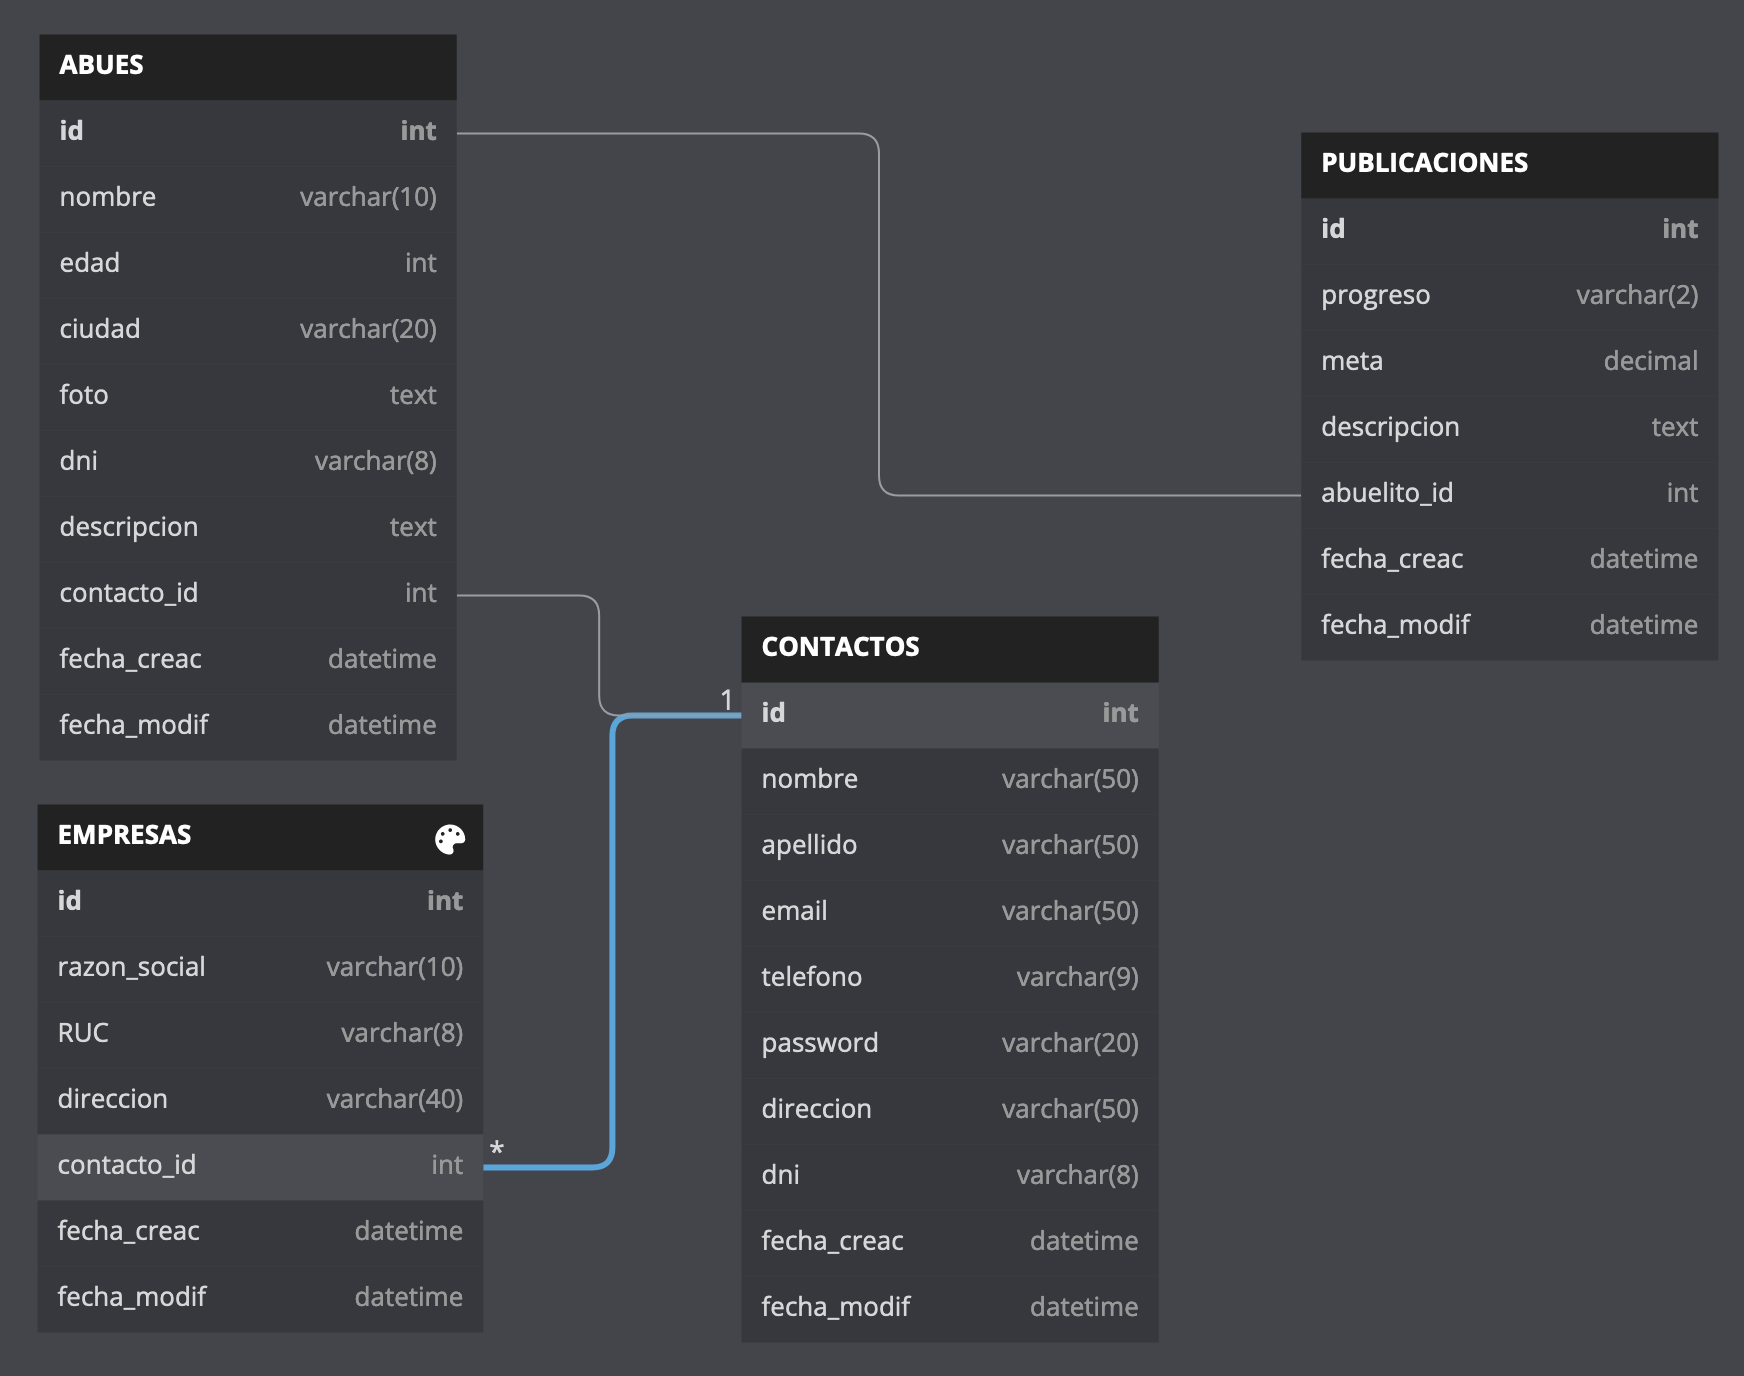 ABUES
id int
nombre varchar(10)
edad int
ciudad varchar(20)
foto text
dni varchar(8)
descripcion text
contacto_id int
fecha_creac datetime
fecha_modif datetime
PUBLICACIONES
id int
progreso varchar(2)
meta decimal
descripcion text
abuelito_id int
fecha_creac datetime
fecha_modif datetime
EMPRESAS
id int
razon_social varchar(10)
RUC varchar(8)
direccion varchar(40)
contacto_id int
fecha_creac datetime
fecha_modif datetime
*
1
CONTACTOS
id int
nombre varchar(50)
apellido varchar(50)
email varchar(50)
telefono varchar(9)
password varchar(20)
direccion varchar(50)
dni varchar(8)
fecha_creac datetime
fecha_modif datetime